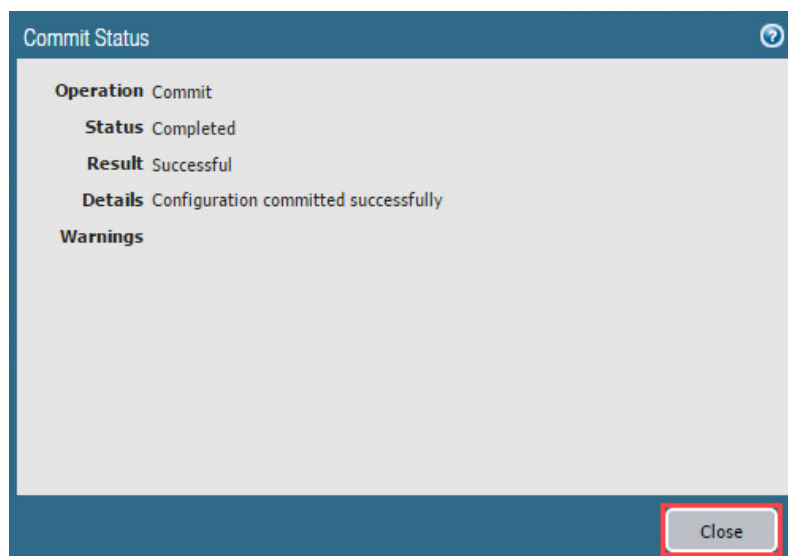 Commit Status
Operation Commit
Status Completed
Result Successful
Details Configuration committed successfully
Warnings
Close